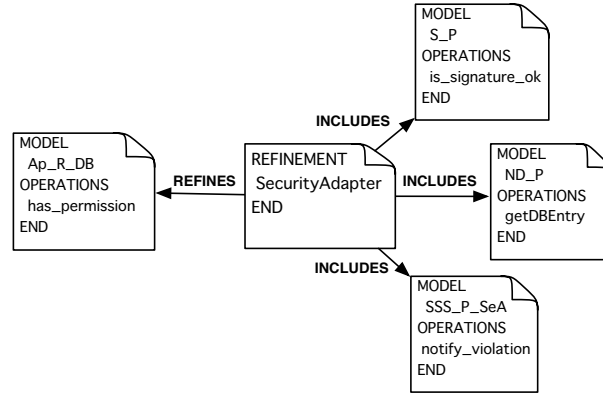 MODEL
S_P
OPERATIONS
is_signature_ok
END
INCLUDES
MODEL
Ap_R_DB
OPERATIONS
has_permission
END
REFINES
REFINEMENT
SecurityAdapter
END
INCLUDES
MODEL
ND_P
OPERATIONS
getDBEntry
END
INCLUDES
MODEL
SSS_P_SeA
OPERATIONS
notify_violation
END